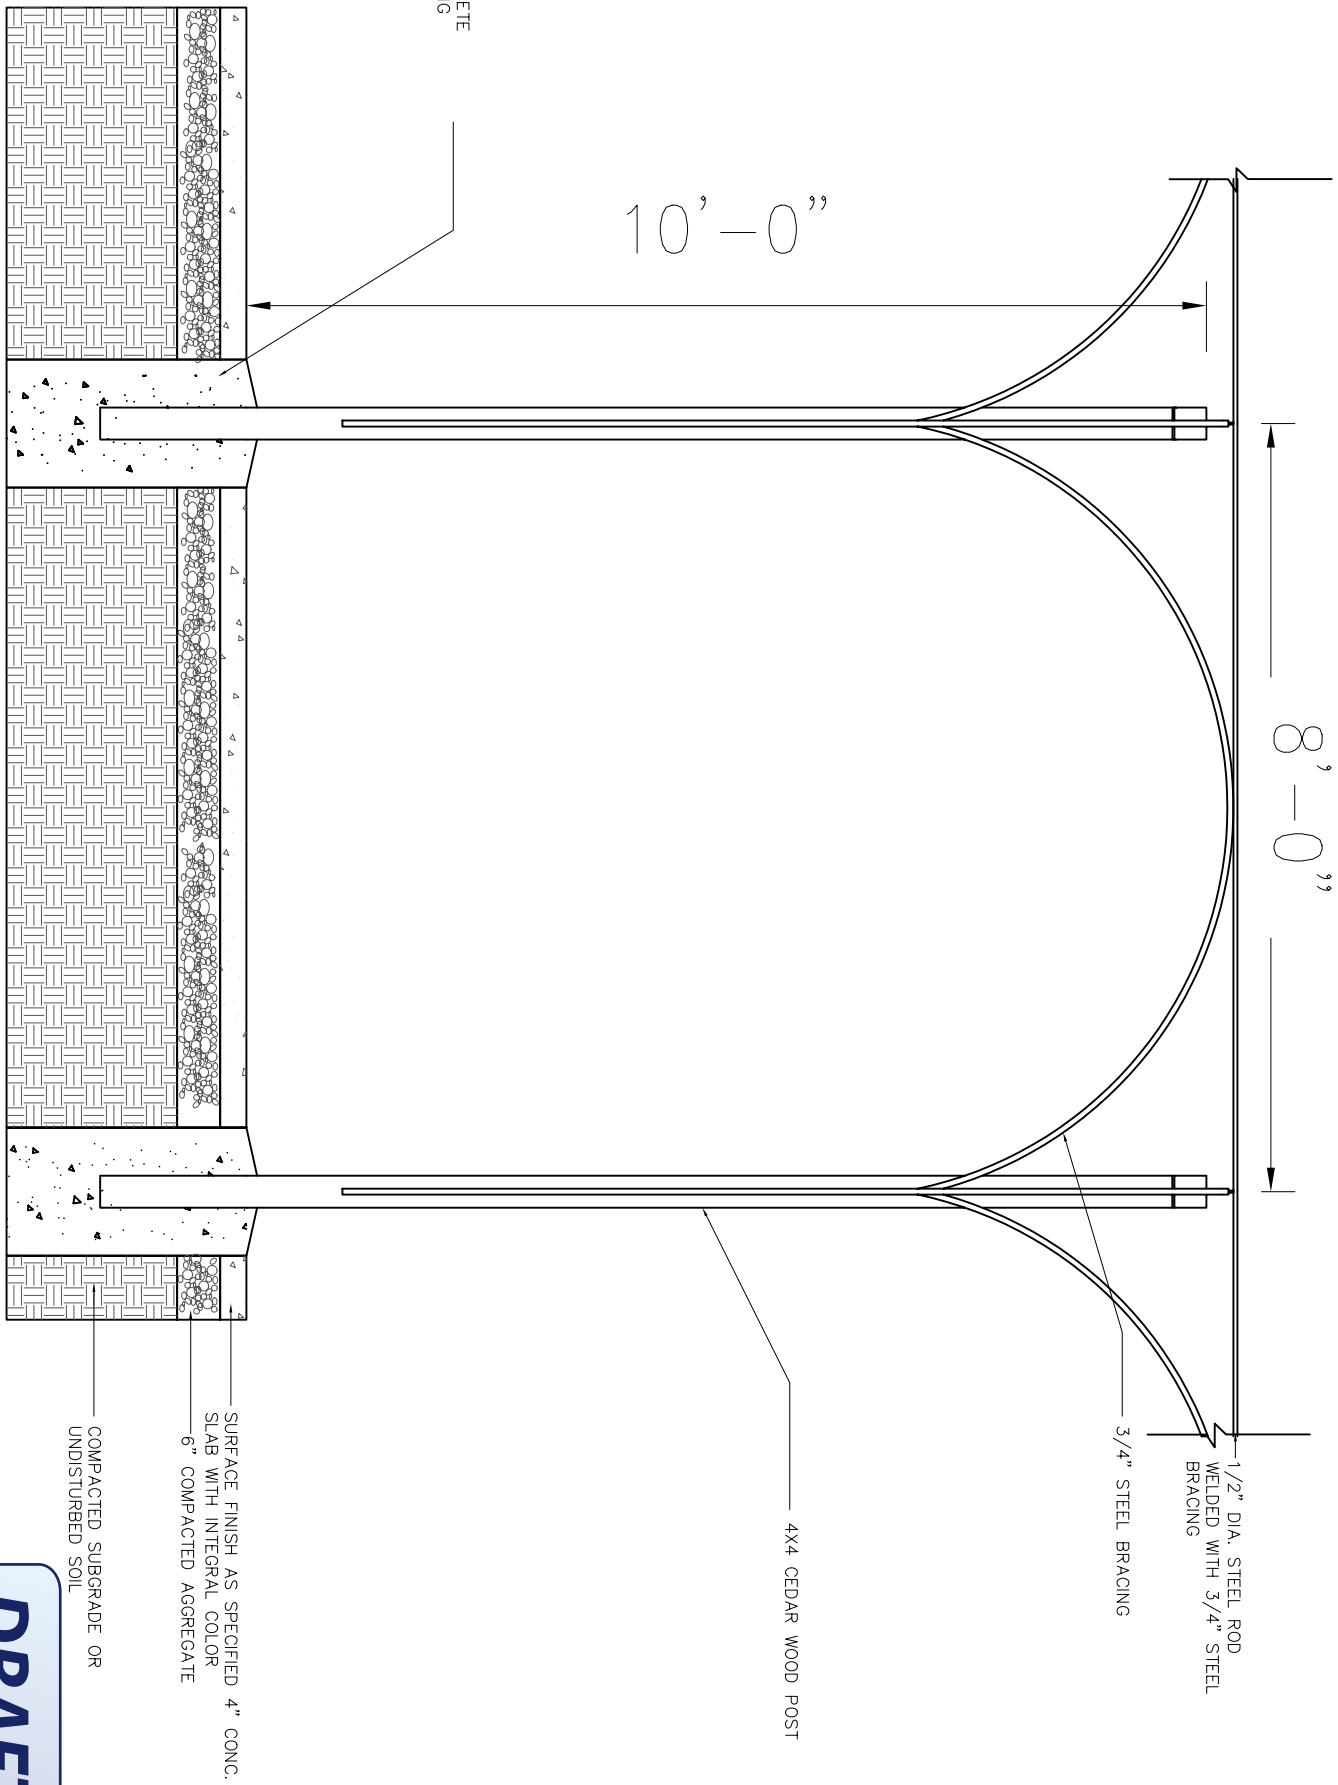 10'-0"
8'-0"
1/2" DIA. STEEL ROD
WELDED WITH 3/4" STEEL
BRACING
3/4" STEEL BRACING
4X4 CEDAR WOOD POST
SURFACE FINISH AS SPECIFIED 4" CONC.
SLAB WITH INTEGRAL COLOR
6" COMPACTED AGGREGATE
COMPACTED SUBGRADE OR
UNDISTURBED SOIL